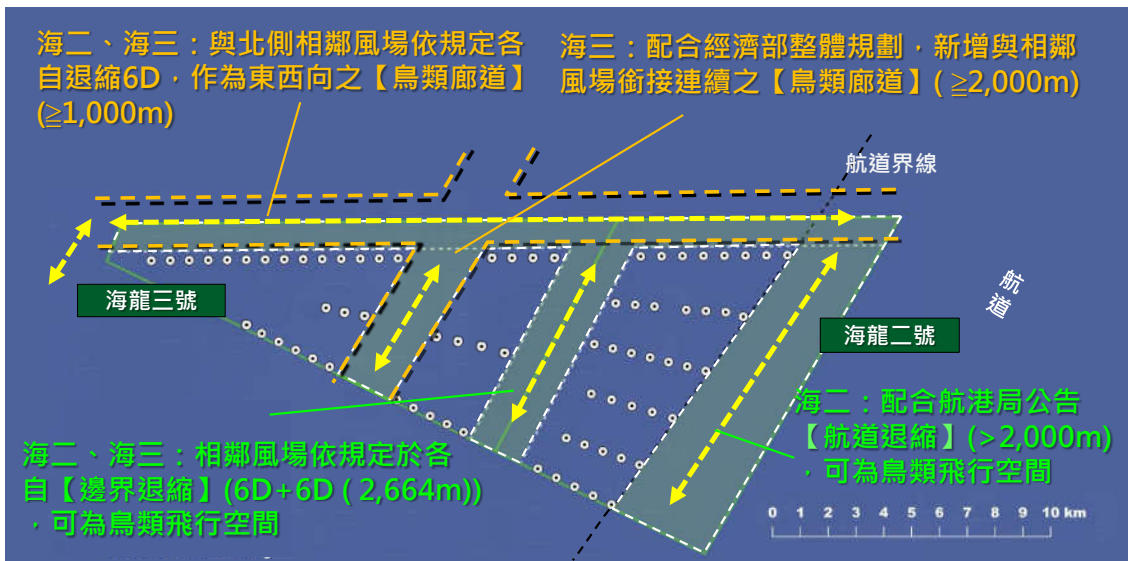 海二、海三：與北側相鄰風場依規定各
自退縮6D，作為東西向之【鳥類廊道】
(≧1,000m)
海三：配合經濟部整體規劃，新增與相鄰
風場銜接連續之【鳥類廊道】( ≧2,000m)
航道界線
航道
海龍三號
海龍二號
海二：配合航港局公告
【航道退縮】(>2,000m)
，可為鳥類飛行空間
海二、海三：相鄰風場依規定於各
自【邊界退縮】(6D+6D ( 2,664m))
，可為鳥類飛行空間
0 1 2 3 4 5 6 7 8 9 10 km